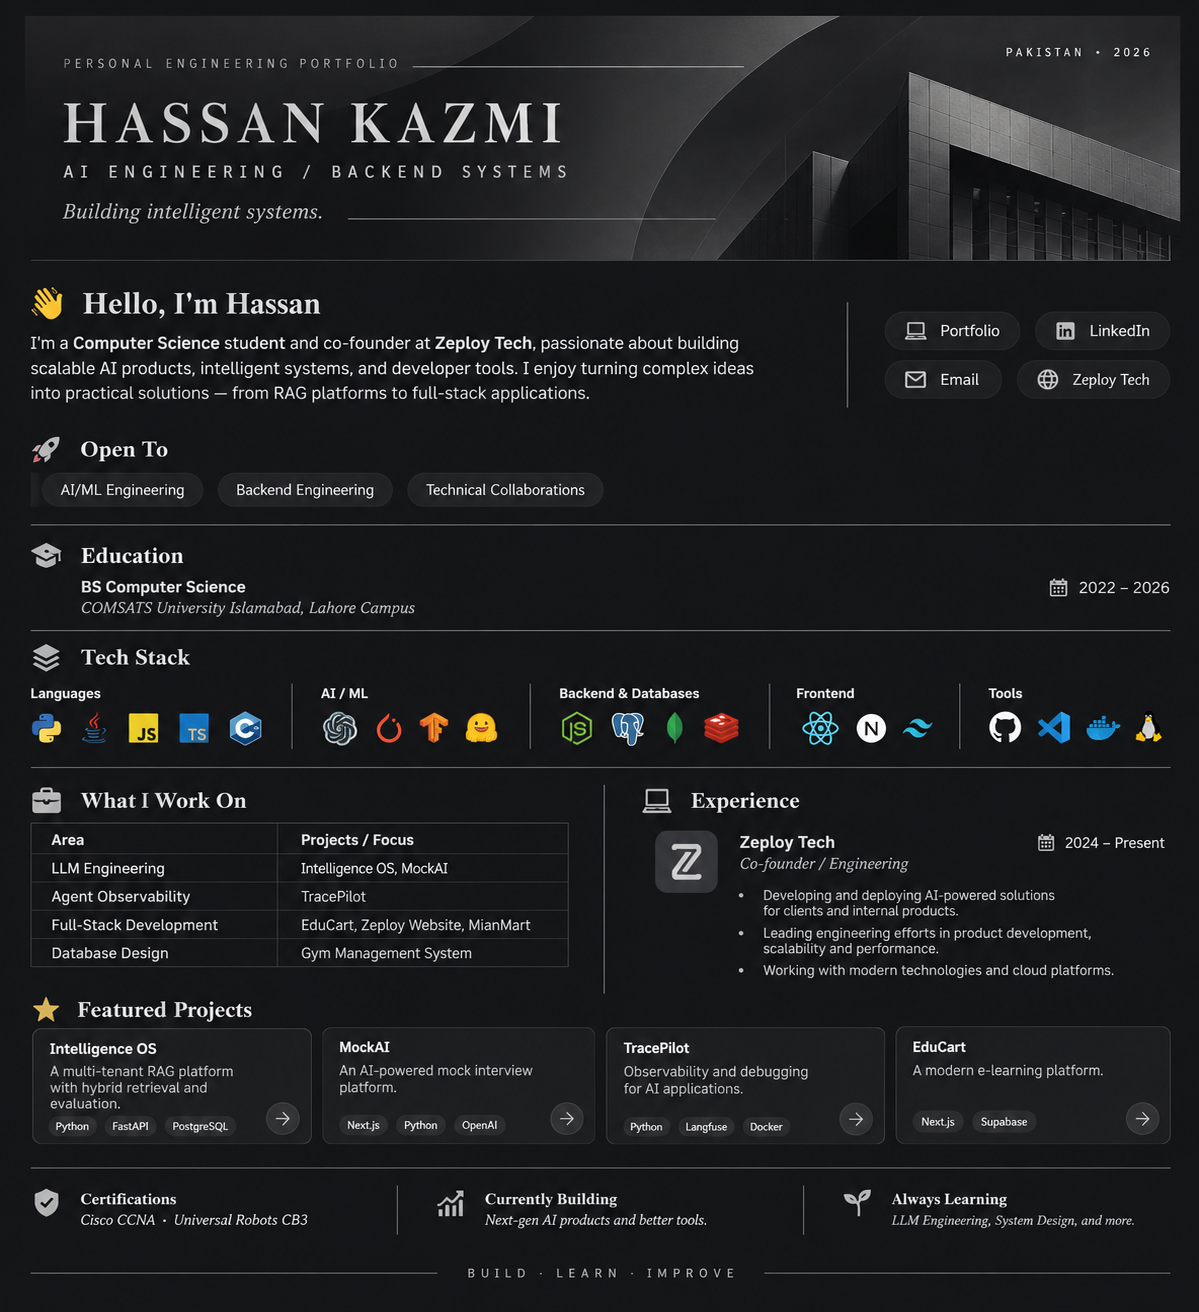 PERSONAL ENGINEERING PORTFOLIO
PAKISTAN • 2026
HASSAN KAZMI
AI ENGINEERING / BACKEND SYSTEMS
Building intelligent systems.
Hello, I'm Hassan
I'm a Computer Science student and co-founder at Zeploy Tech, passionate about building
scalable AI products, intelligent systems, and developer tools. I enjoy turning complex ideas
into practical solutions — from RAG platforms to full-stack applications.
Portfolio
LinkedIn
Email
Zeploy Tech
Open To
AI/ML Engineering
Backend Engineering
Technical Collaborations
Education
BS Computer Science
COMSATS University Islamabad, Lahore Campus
2022 – 2026
Tech Stack
Languages
JS
TS
C
AI / ML
Backend & Databases
JS
Frontend
N
Tools
What I Work On
Area Projects / Focus
LLM Engineering Intelligence OS, MockAI
Agent Observability TracePilot
Full-Stack Development EduCart, Zeploy Website, MianMart
Database Design Gym Management System
Experience
Z
Zeploy Tech
2024 – Present
Co-founder / Engineering
• Developing and deploying AI-powered solutions
for clients and internal products.
• Leading engineering efforts in product development,
scalability and performance.
• Working with modern technologies and cloud platforms.
Featured Projects
Intelligence OS
A multi-tenant RAG platform
with hybrid retrieval and
evaluation.
Python FastAPI PostgreSQL
MockAI
An AI-powered mock interview
platform.
Next.js Python OpenAI
TracePilot
Observability and debugging
for AI applications.
Python Langfuse Docker
EduCart
A modern e-learning platform.
Next.js Supabase
Certifications
Cisco CCNA • Universal Robots CB3
Currently Building
Next-gen AI products and better tools.
Always Learning
LLM Engineering, System Design, and more.
BUILD · LEARN · IMPROVE